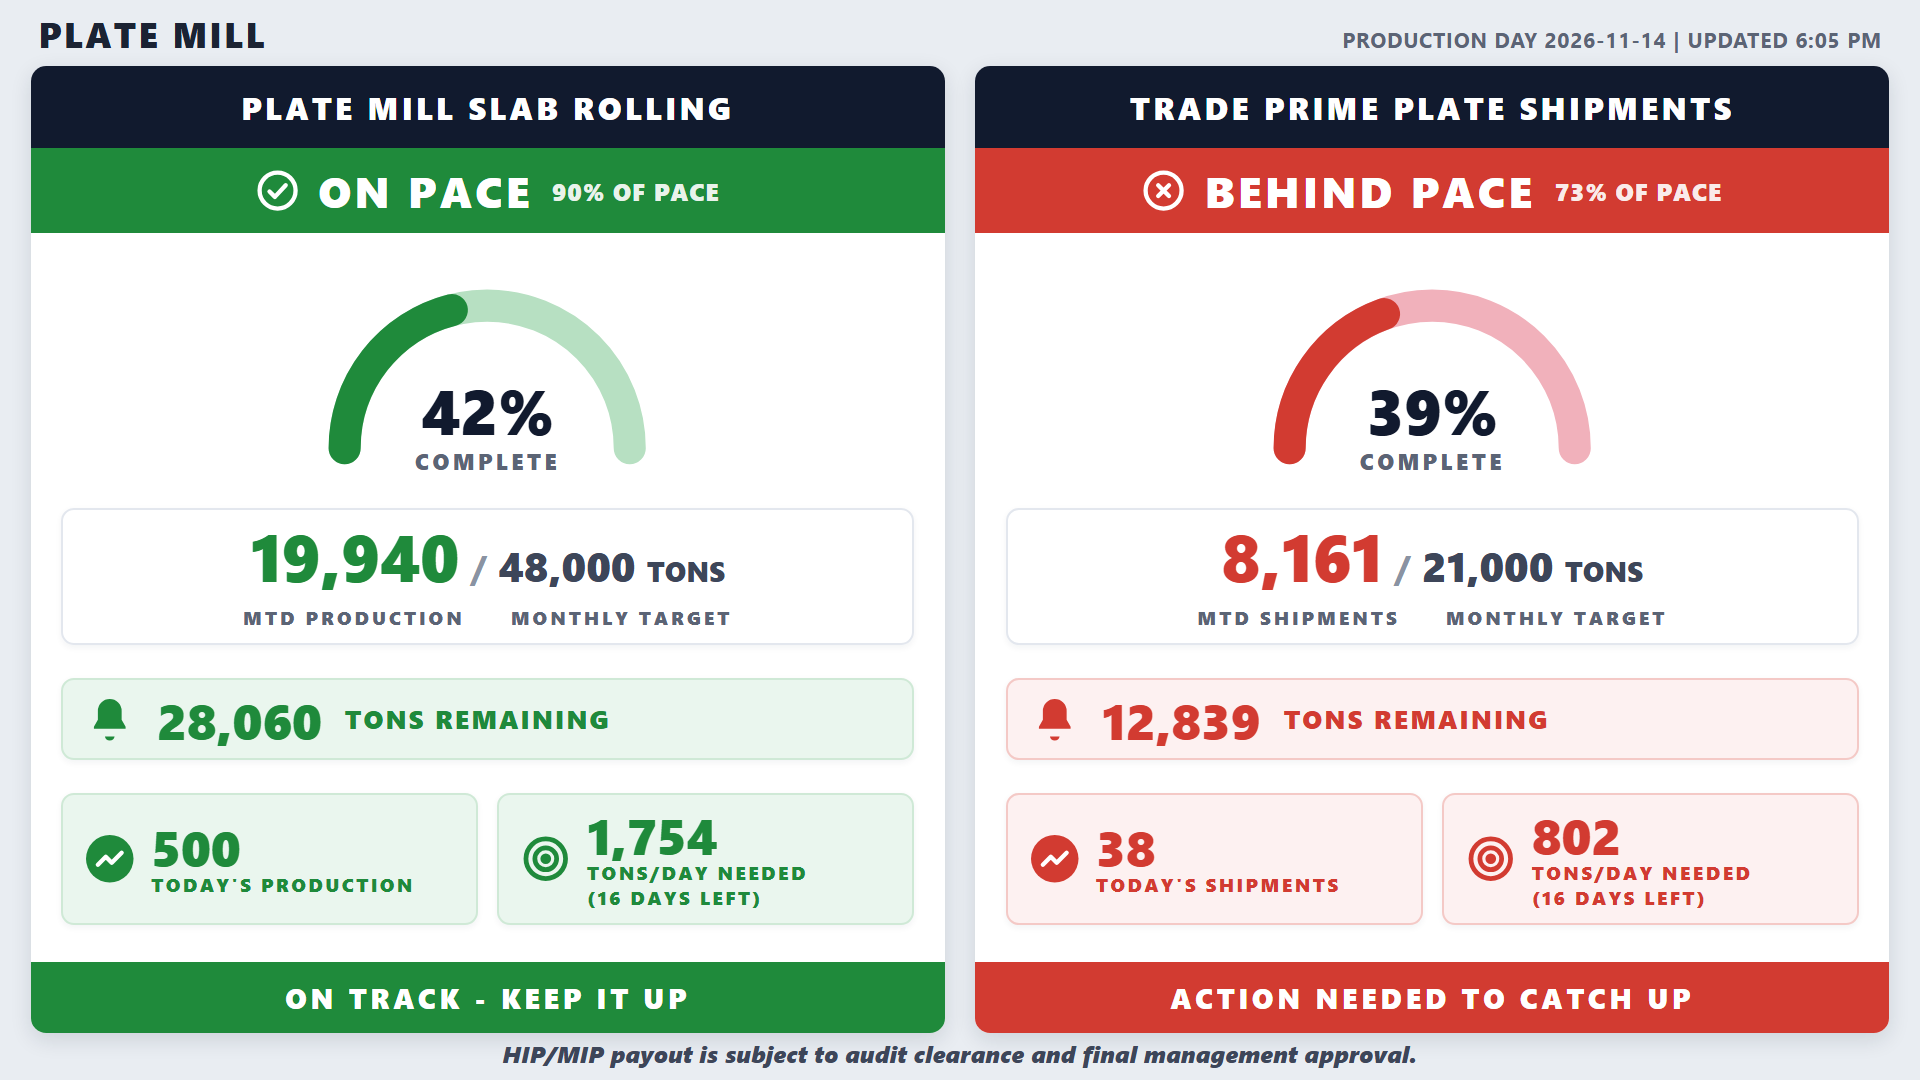 PLATE MILL
PRODUCTION DAY 2026-11-14 | UPDATED 6:05 PM
PLATE MILL SLAB ROLLING
ON PACE 90% OF PACE
42%
COMPLETE
19,940 / 48,000 TONS
MTD PRODUCTION MONTHLY TARGET
28,060 TONS REMAINING
500
TODAY'S PRODUCTION
1,754
TONS/DAY NEEDED
(16 DAYS LEFT)
ON TRACK - KEEP IT UP
TRADE PRIME PLATE SHIPMENTS
BEHIND PACE 73% OF PACE
39%
COMPLETE
8,161 / 21,000 TONS
MTD SHIPMENTS MONTHLY TARGET
12,839 TONS REMAINING
38
TODAY'S SHIPMENTS
802
TONS/DAY NEEDED
(16 DAYS LEFT)
ACTION NEEDED TO CATCH UP
HIP/MIP payout is subject to audit clearance and final management approval.